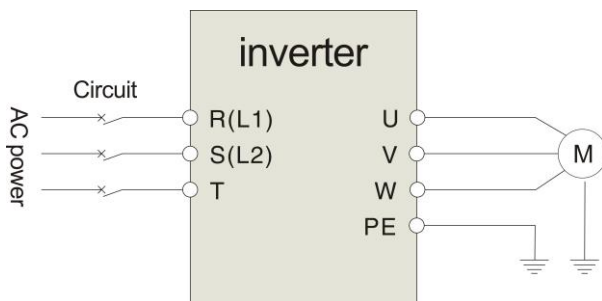 inverter
Circuit
AC power
R(L1)
S(L2)
T
U
V
W
PE
M